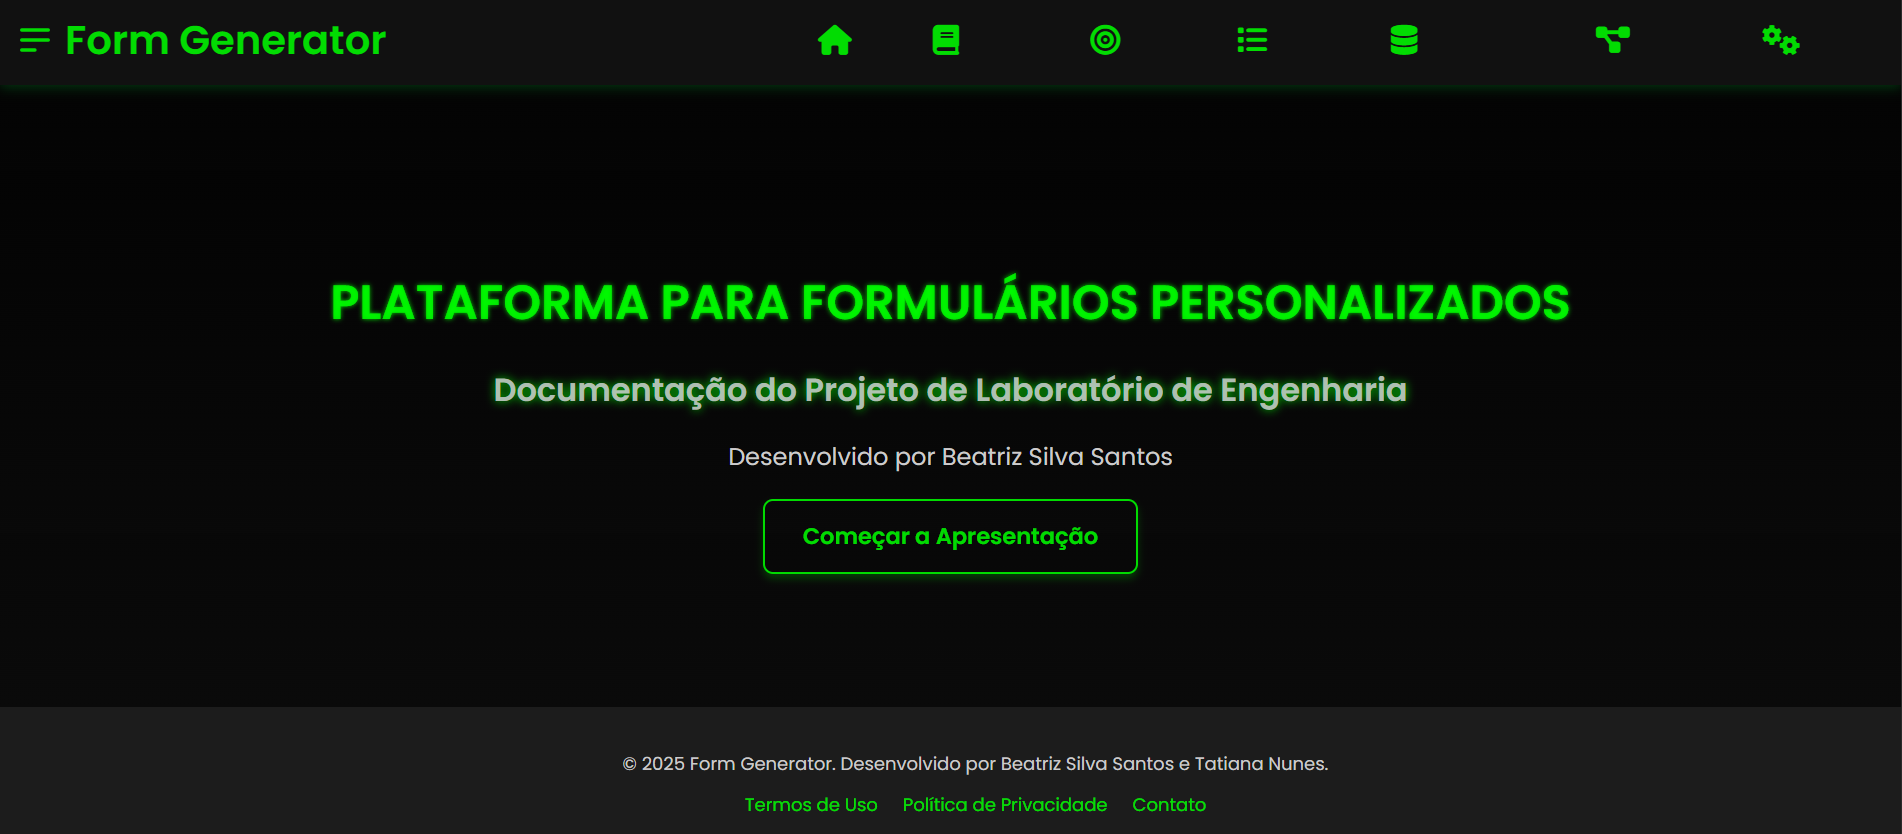 Form Generator
PLATAFORMA PARA FORMULÁRIOS PERSONALIZADOS
Documentação do Projeto de Laboratório de Engenharia
Desenvolvido por Beatriz Silva Santos
Começar a Apresentação
© 2025 Form Generator. Desenvolvido por Beatriz Silva Santos e Tatiana Nunes.
Termos de Uso Política de Privacidade Contato